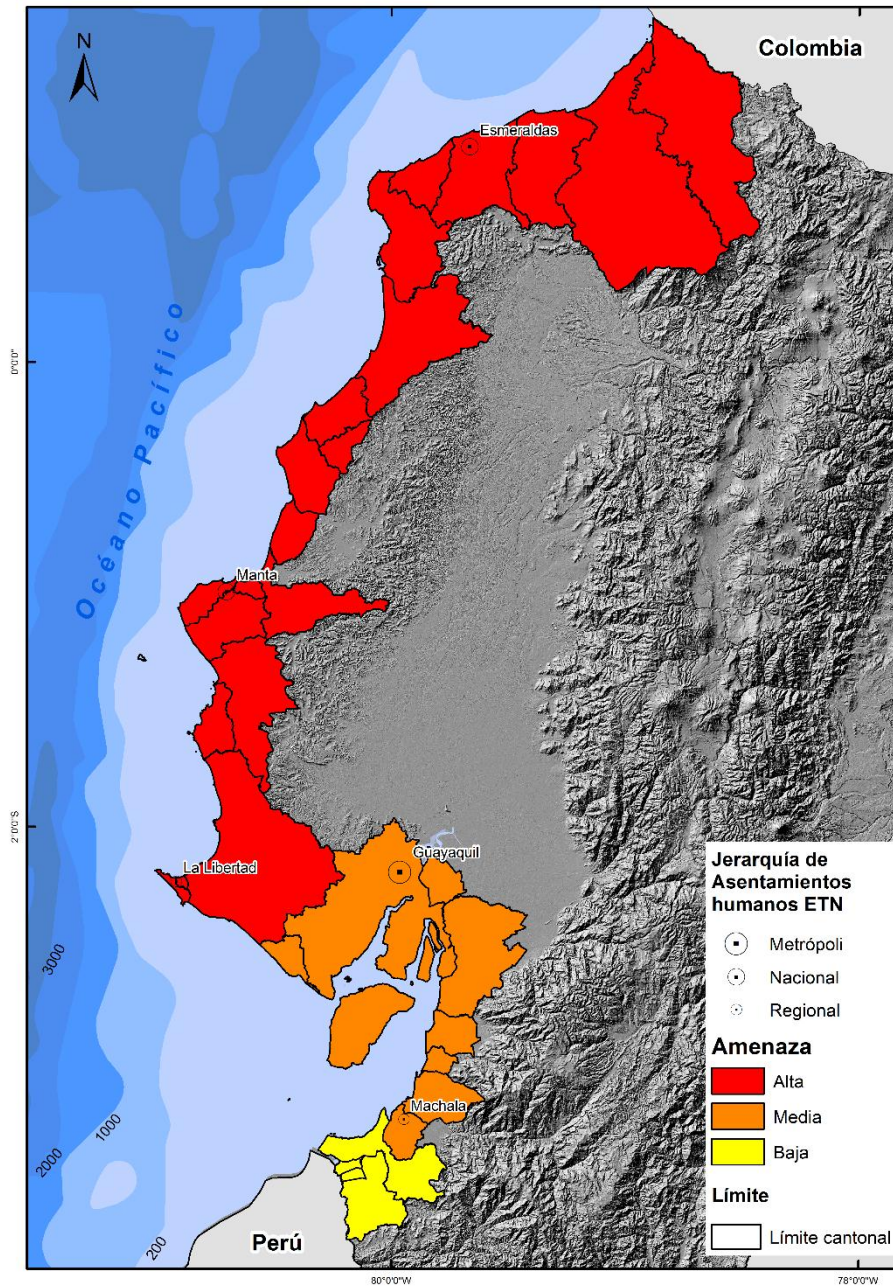 N
Colombia
Esmeraldas
Océano Pacífico
0°0'0"
Manta
2°0'0"S
Guayaquil
La Libertad
3000
Machala
1000
2000
200
Perú
Jerarquía de
Asentamientos
humanos ETN
Metrópoli
Nacional
Regional
Amenaza
Alta
Media
Baja
Límite
Límite cantonal
80°0'0"W
78°0'0"W